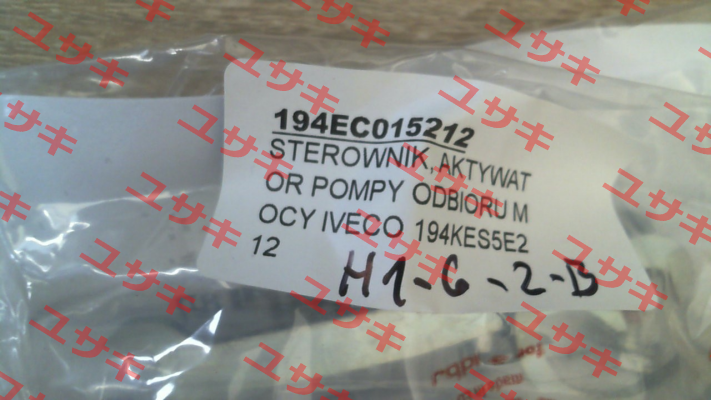 194EC015212
STEROWNIK,AKTYWAT
OR POMPY ODBIORU M
OCY IVECO 194KES5E2
12
H1-6-2-B
ユサキ